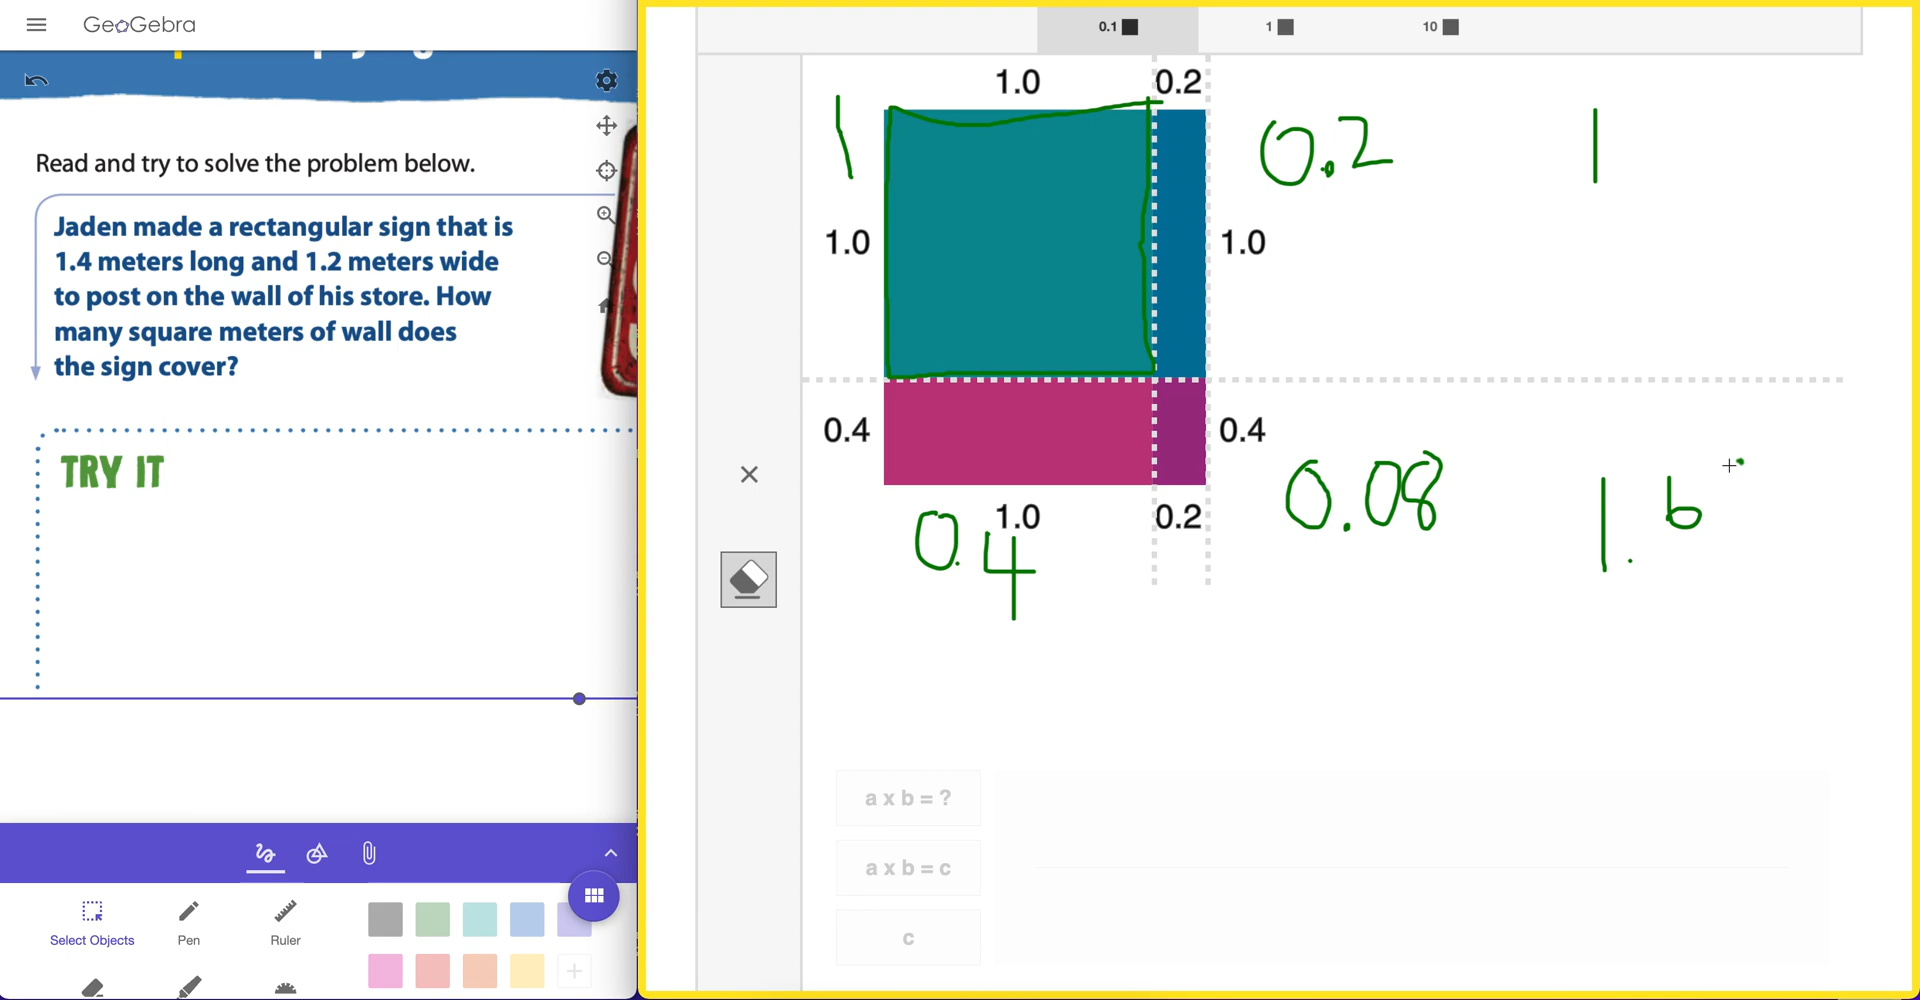 GeoGebra
Read and try to solve the problem below.
Jaden made a rectangular sign that is
1.4 meters long and 1.2 meters wide
to post on the wall of his store. How
many square meters of wall does
the sign cover?
TRY IT
Select Objects
Pen
Ruler
0.1
1
10
1.0
0.2
1
0.2
1
1.0
1.0
0.4
0.4
0.08
1.6
1.0
0.2
0.4
a x b = ?
a x b = c
c